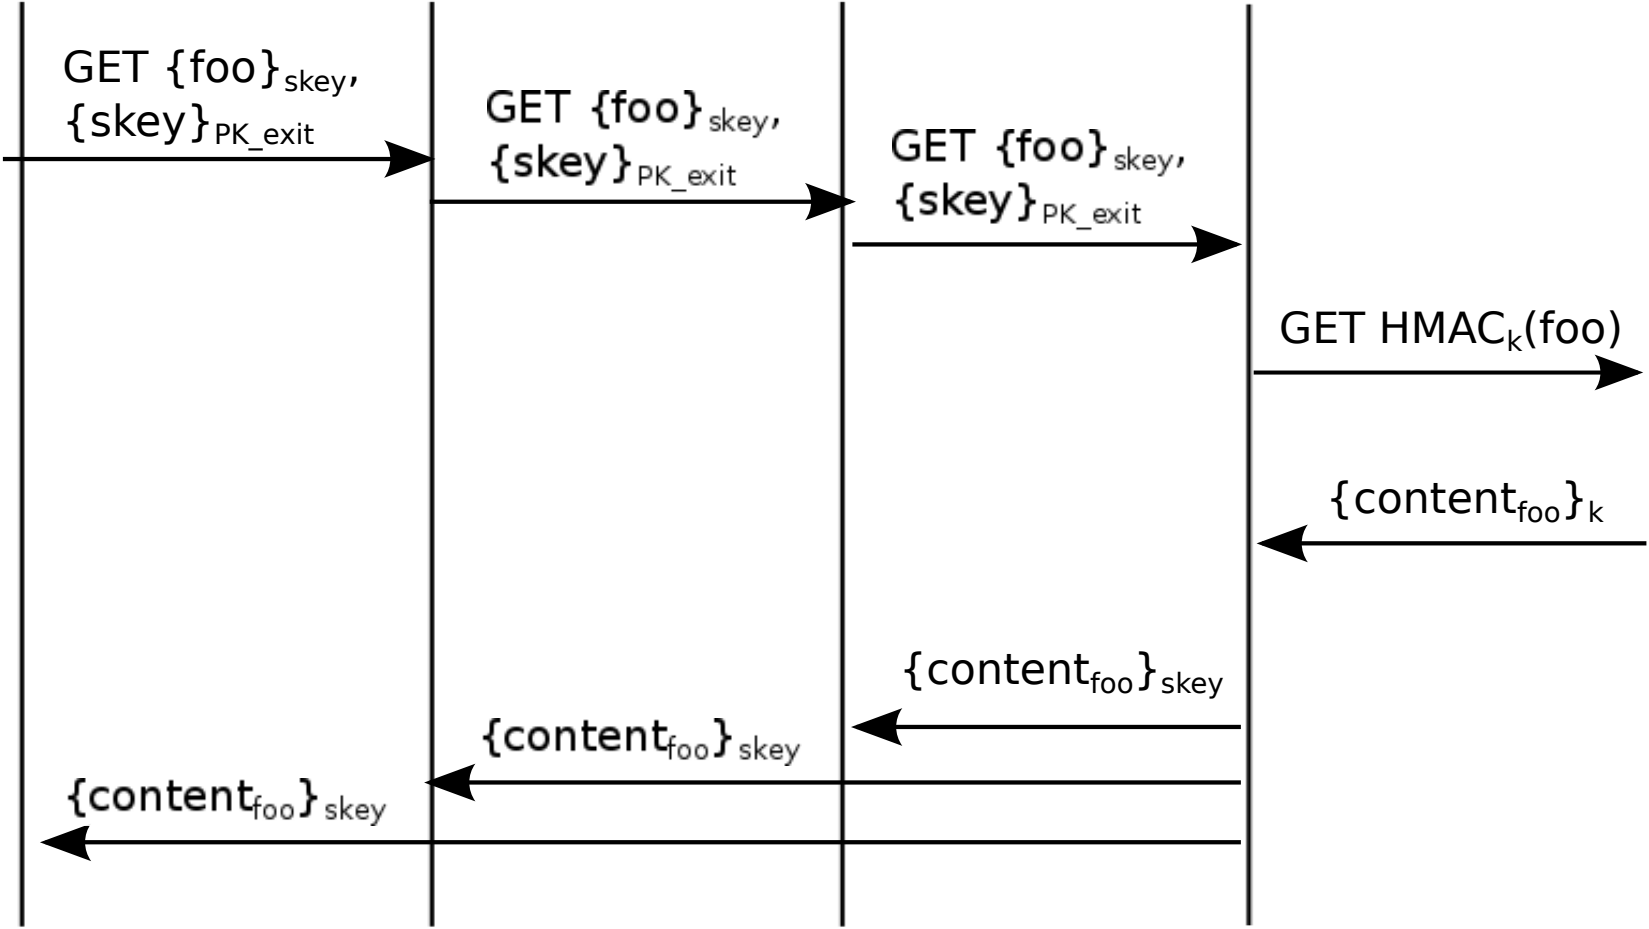 GET {foo}skey,
{skey}PK_exit
GET {foo}skey,
{skey}PK_exit
GET {foo}skey,
{skey}PK_exit
GET HMACk(foo)
{contentfoo}k
{contentfoo}skey
{contentfoo}skey
{contentfoo}skey